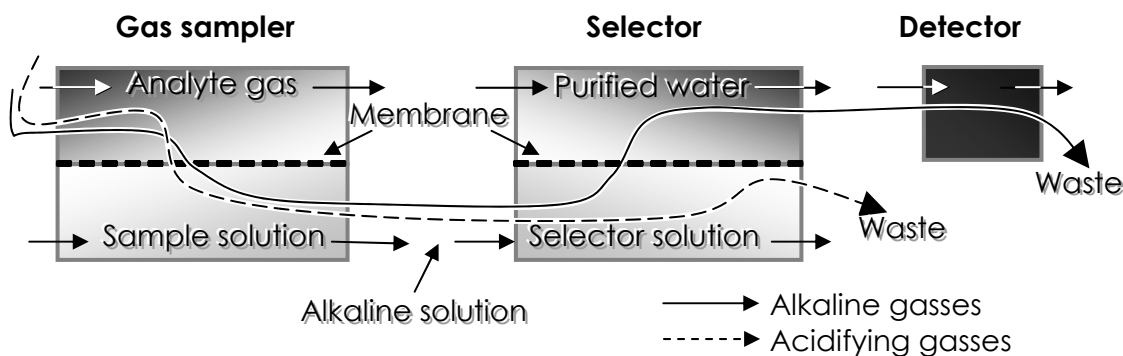 Gas sampler Selector Detector
Analyte gas Purified water
Membrane
Waste
Waste
Sample solution Selector solution
Alkaline solution
Alkaline gasses
Acidifying gasses